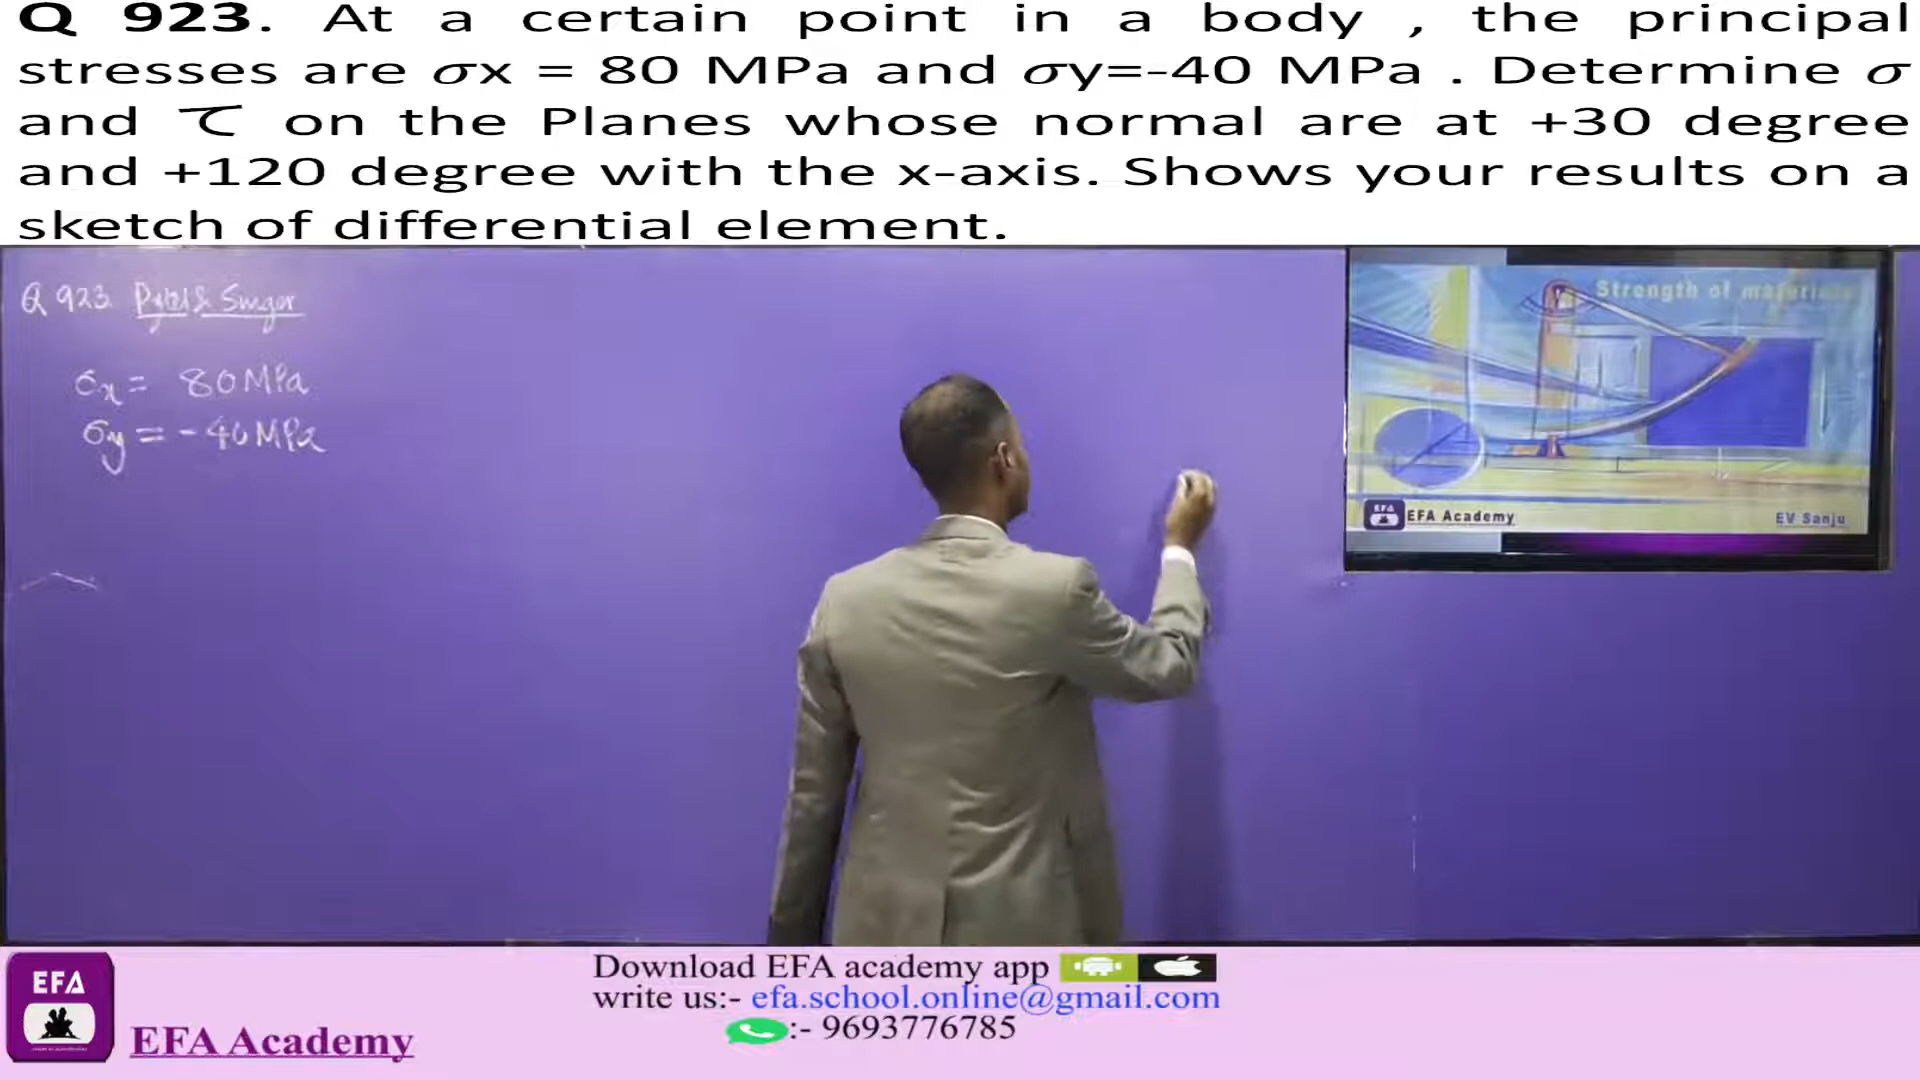 Q 923. At a certain point in a body , the principal
stresses are σx = 80 MPa and σy=-40 MPa . Determine σ
and τ on the Planes whose normal are at +30 degree
and +120 degree with the x-axis. Shows your results on a
sketch of differential element.
Q 923. Pytel & Singer
σx = 80 MPa
σy = - 40 MPa
Strength of materials
EFA
EFA Academy
EV Sanju
EFA
EFA Academy
Download EFA academy app
write us:- efa.school.online@gmail.com
:- 9693776785